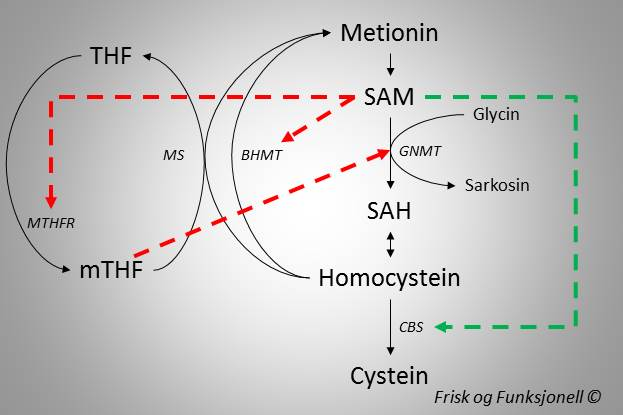 Metionin
THF
SAM
Glycin
MS
BHMT
GNMT
Sarkosin
SAH
MTHFR
mTHF
Homocystein
CBS
Cystein
Frisk og Funksjonell ©